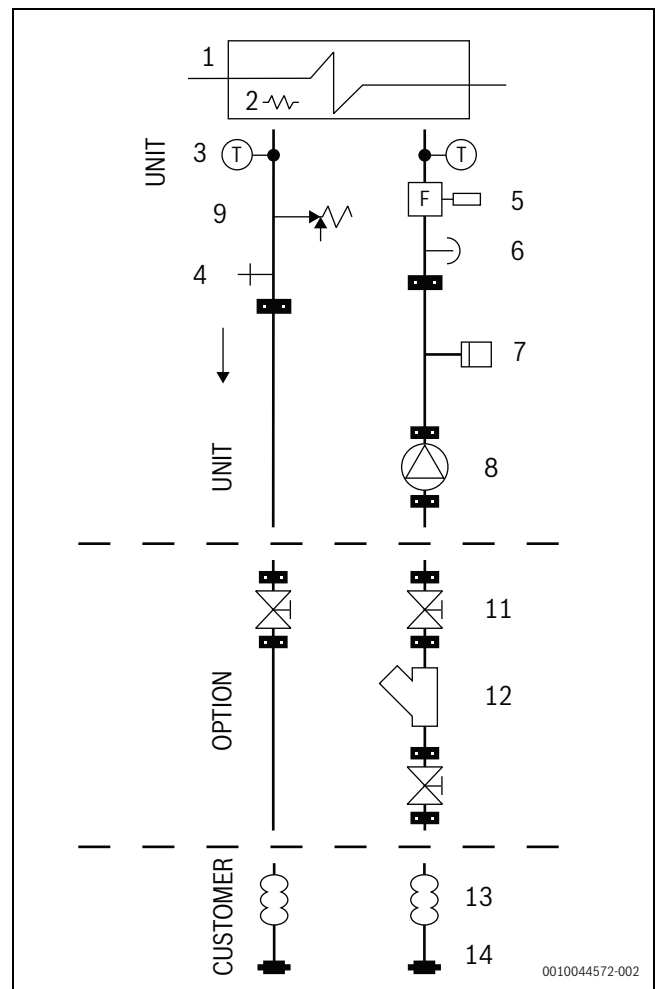 1
2
UNIT
3 T T
F 5
9
6
4
7
UNIT
8
11
OPTION
12
CUSTOMER
13
14
0010044572-002